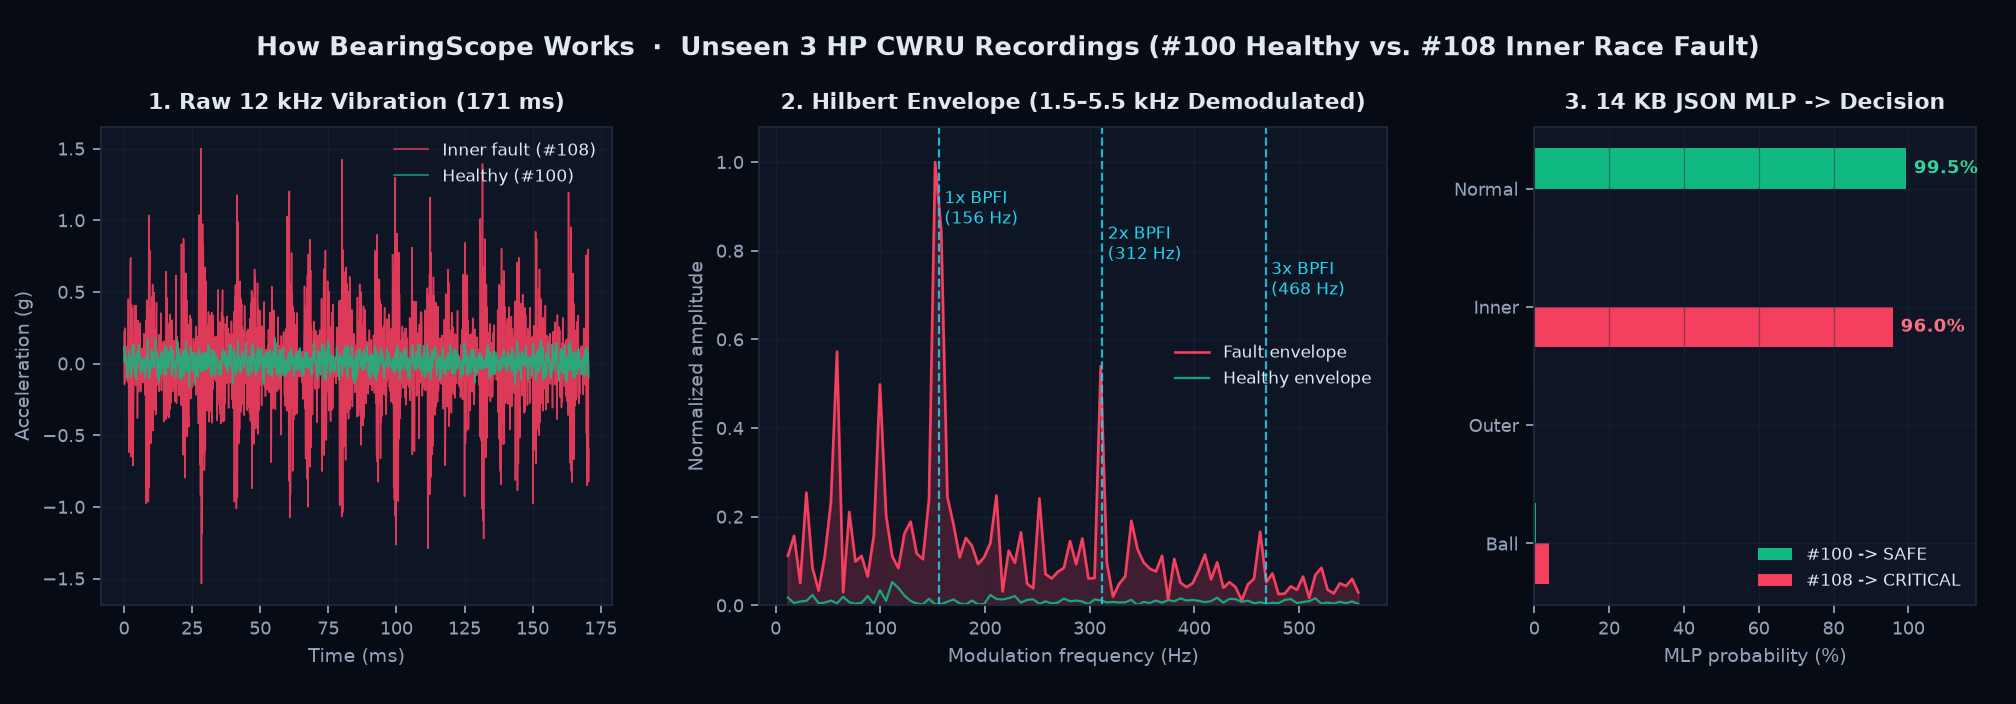 How BearingScope Works · Unseen 3 HP CWRU Recordings (#100 Healthy vs. #108 Inner Race Fault)
1. Raw 12 kHz Vibration (171 ms)
Inner fault (#108)
Healthy (#100)
1.5
1.0
0.5
0.0
−0.5
−1.0
−1.5
Acceleration (g)
0 25 50 75 100 125 150 175
Time (ms)
2. Hilbert Envelope (1.5–5.5 kHz Demodulated)
1x BPFI
(156 Hz)
2x BPFI
(312 Hz)
3x BPFI
(468 Hz)
Fault envelope
Healthy envelope
1.0
0.8
0.6
0.4
0.2
0.0
Normalized amplitude
0 100 200 300 400 500
Modulation frequency (Hz)
3. 14 KB JSON MLP -> Decision
Normal
99.5%
Inner
96.0%
Outer
Ball
#100 -> SAFE
#108 -> CRITICAL
0 20 40 60 80 100
MLP probability (%)